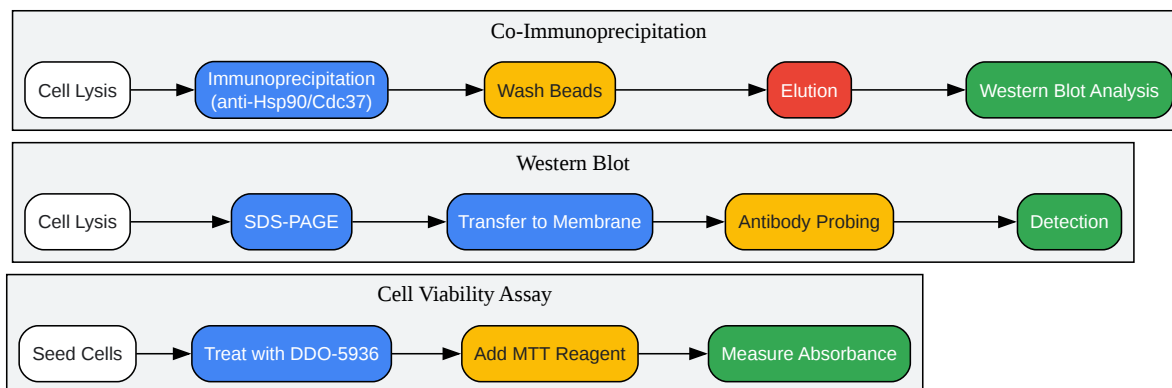 Co-Immunoprecipitation
Cell Lysis
Immunoprecipitation
(anti-Hsp90/Cdc37)
Wash Beads
Elution
Western Blot Analysis
Western Blot
Cell Lysis
SDS-PAGE
Transfer to Membrane
Antibody Probing
Detection
Cell Viability Assay
Seed Cells
Treat with DDO-5936
Add MTT Reagent
Measure Absorbance